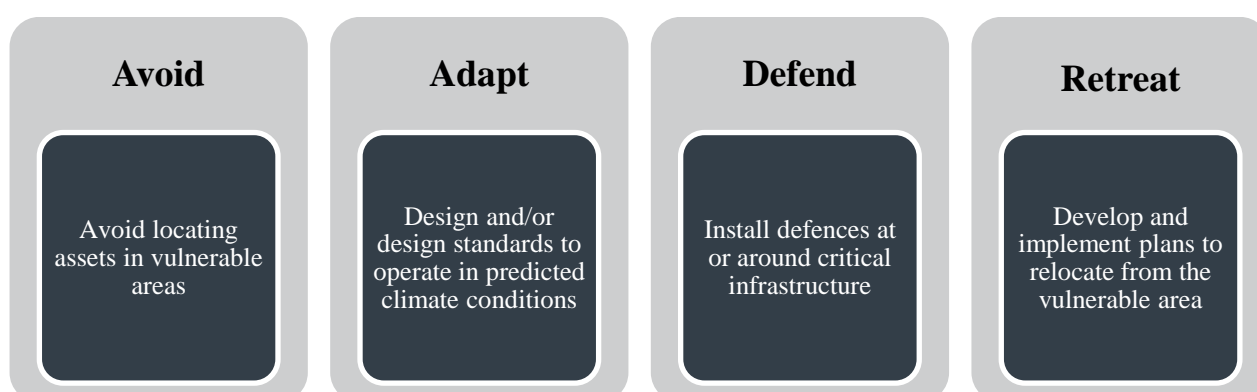 Avoid
Avoid locating
assets in vulnerable
areas
Adapt
Design and/or
design standards to
operate in predicted
climate conditions
Defend
Install defences at
or around critical
infrastructure
Retreat
Develop and
implement plans to
relocate from the
vulnerable area